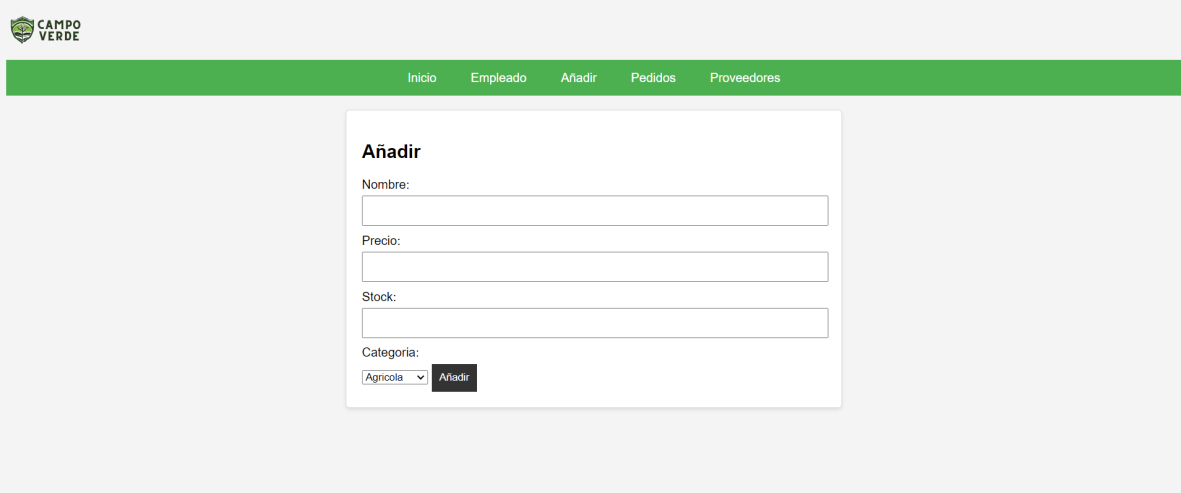 CAMPO
VERDE
Inicio Empleado Añadir Pedidos Proveedores
Añadir
Nombre:
Precio:
Stock:
Categoria:
Agricola Añadir